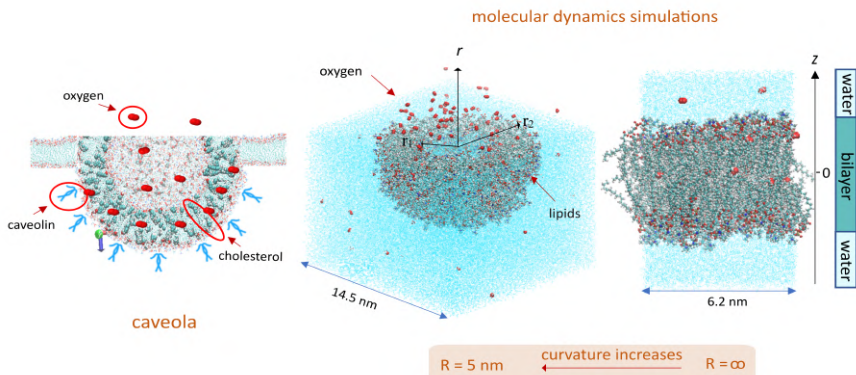 molecular dynamics simulations
oxygen
caveolin
cholesterol
caveola
oxygen
r
r1
r2
lipids
14.5 nm
z
0
water
bilayer
water
6.2 nm
R = 5 nm
curvature increases
R = ∞